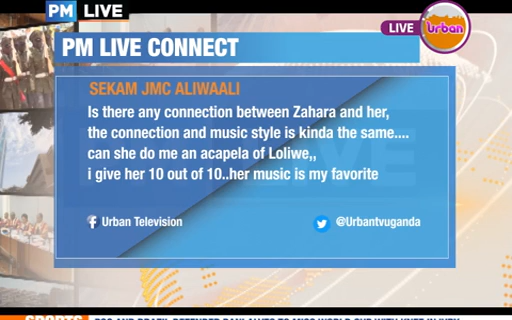 PM LIVE
LIVE
Urban
PM LIVE CONNECT
SEKAM JMC ALIWAALI
Is there any connection between Zahara and her,
the connection and music style is kinda the same....
can she do me an acapela of Loliwe,,
i give her 10 out of 10..her music is my favorite
Urban Television
@Urbantvuganda